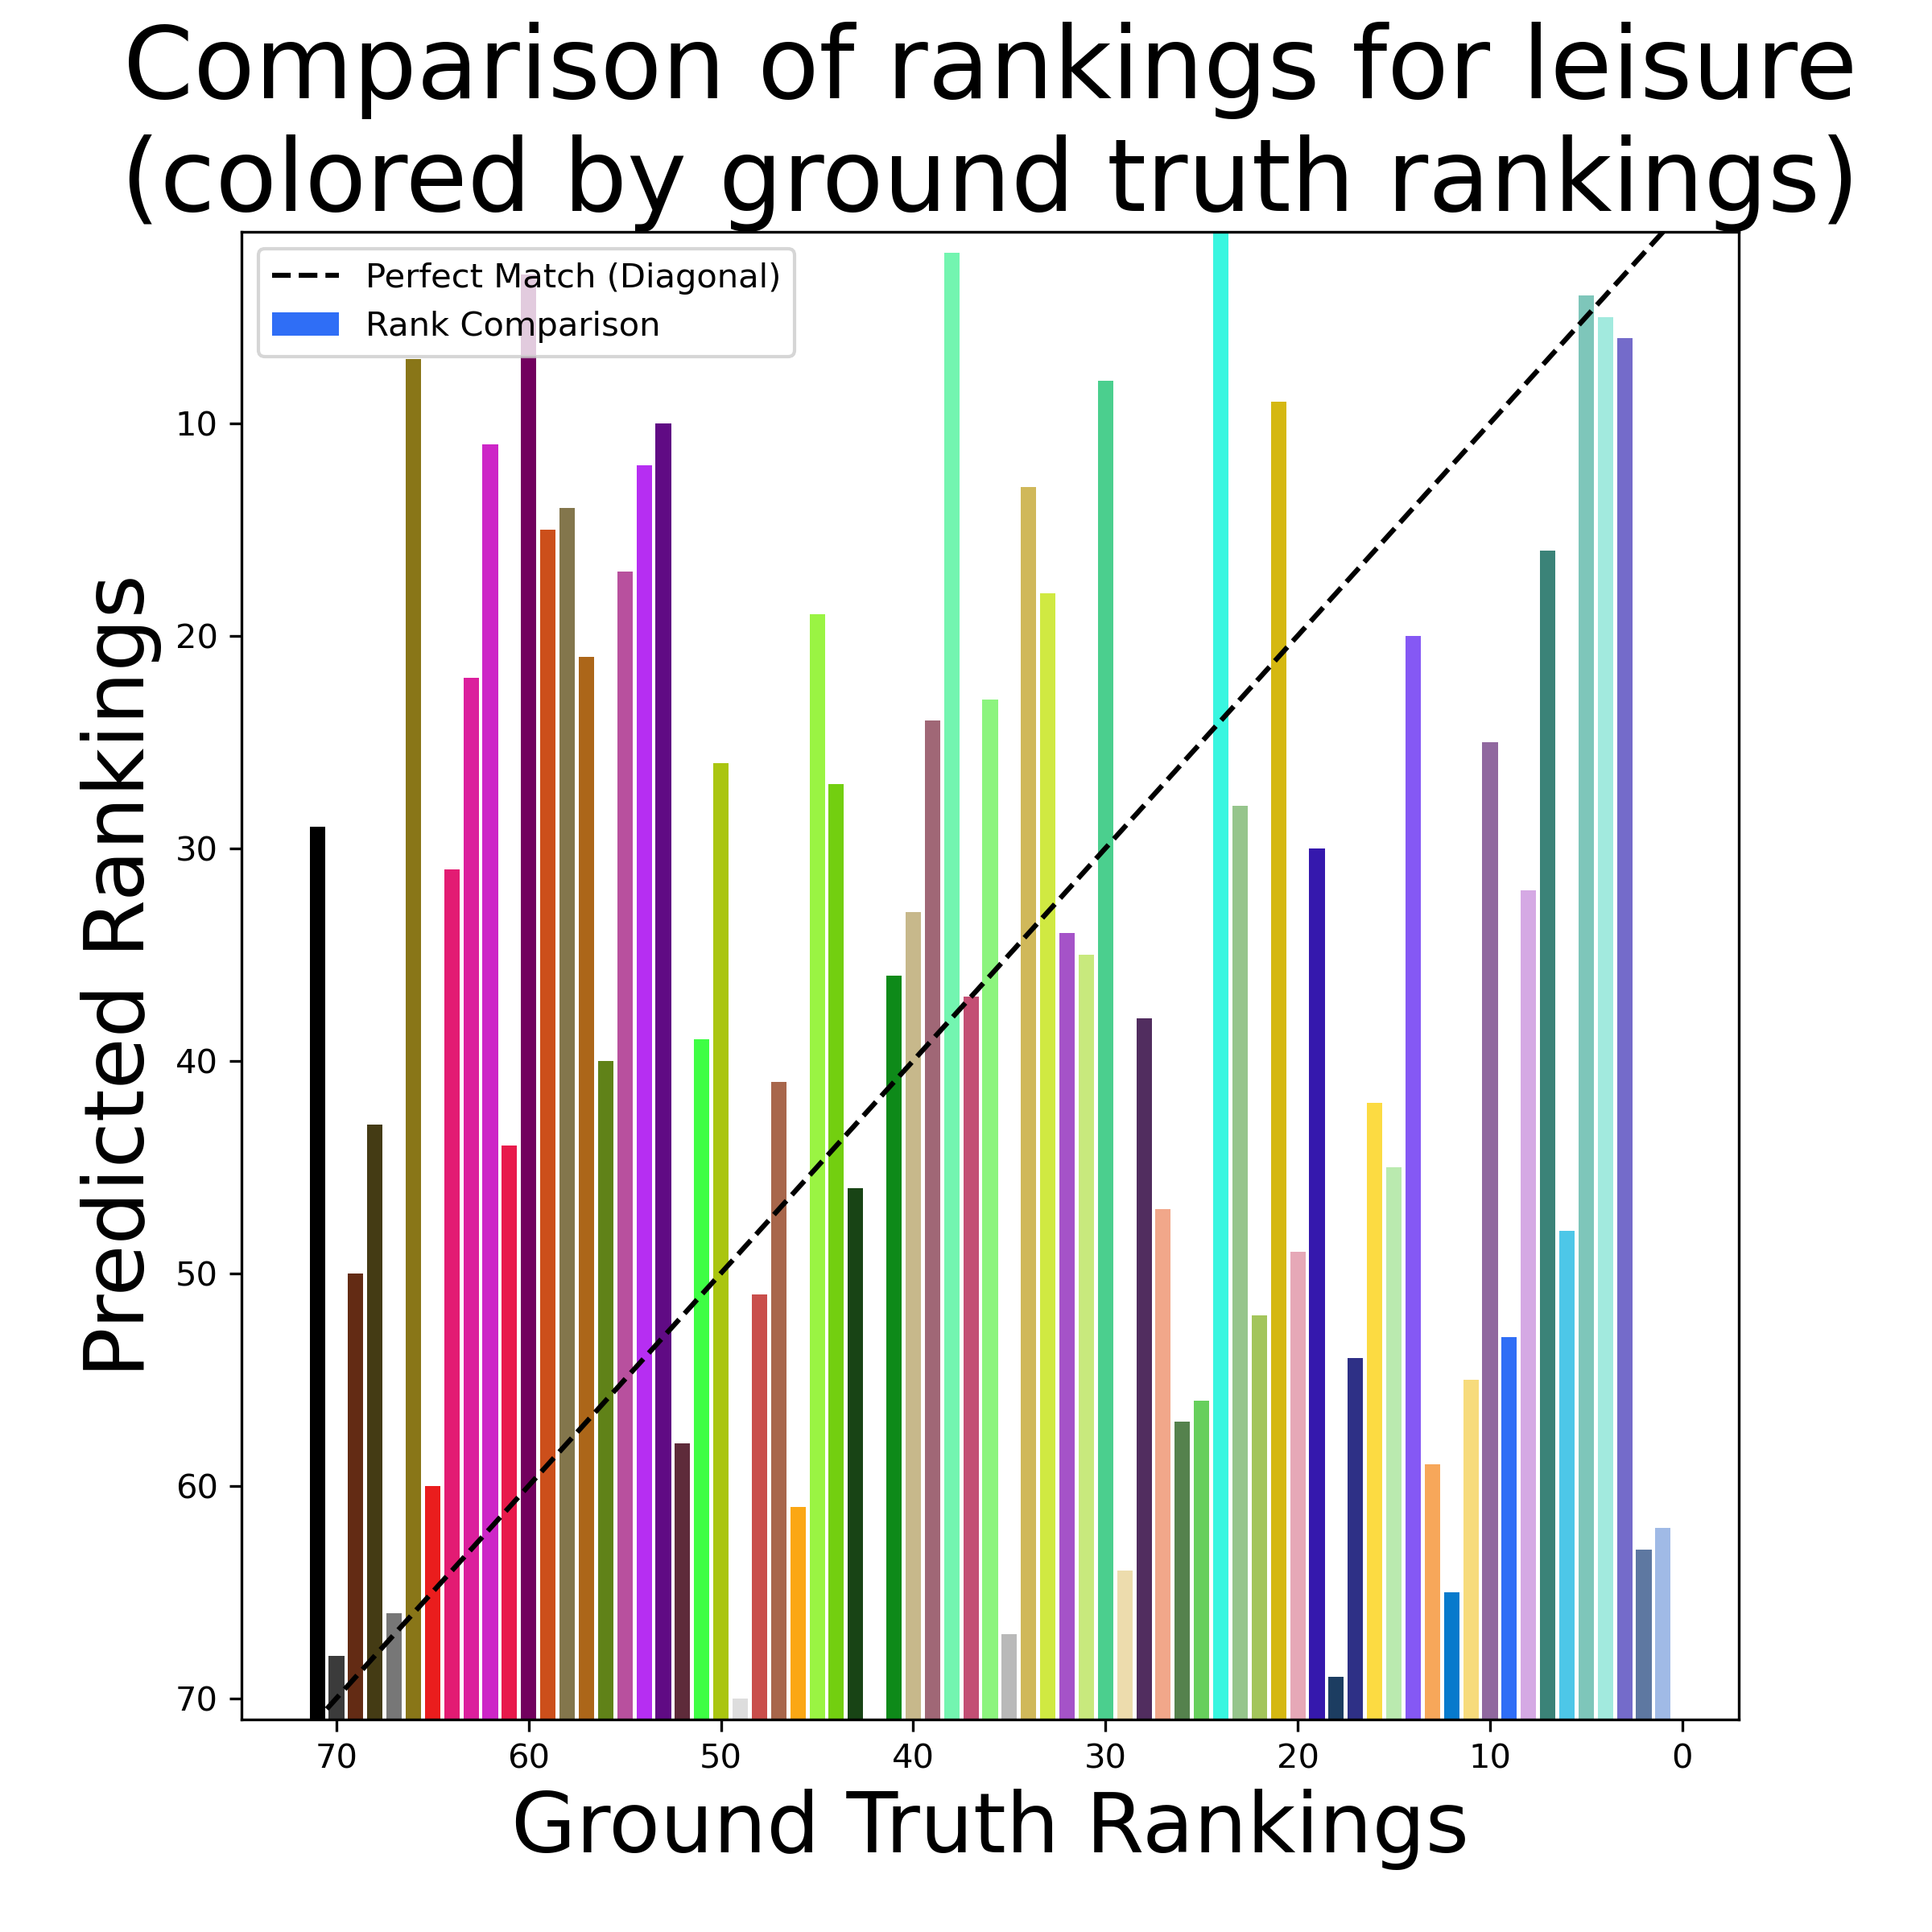 Comparison of rankings for leisure
(colored by ground truth rankings)
Perfect Match (Diagonal)
Rank Comparison
Predicted Rankings
10
20
30
40
50
60
70
70 60 50 40 30 20 10 0
Ground Truth Rankings